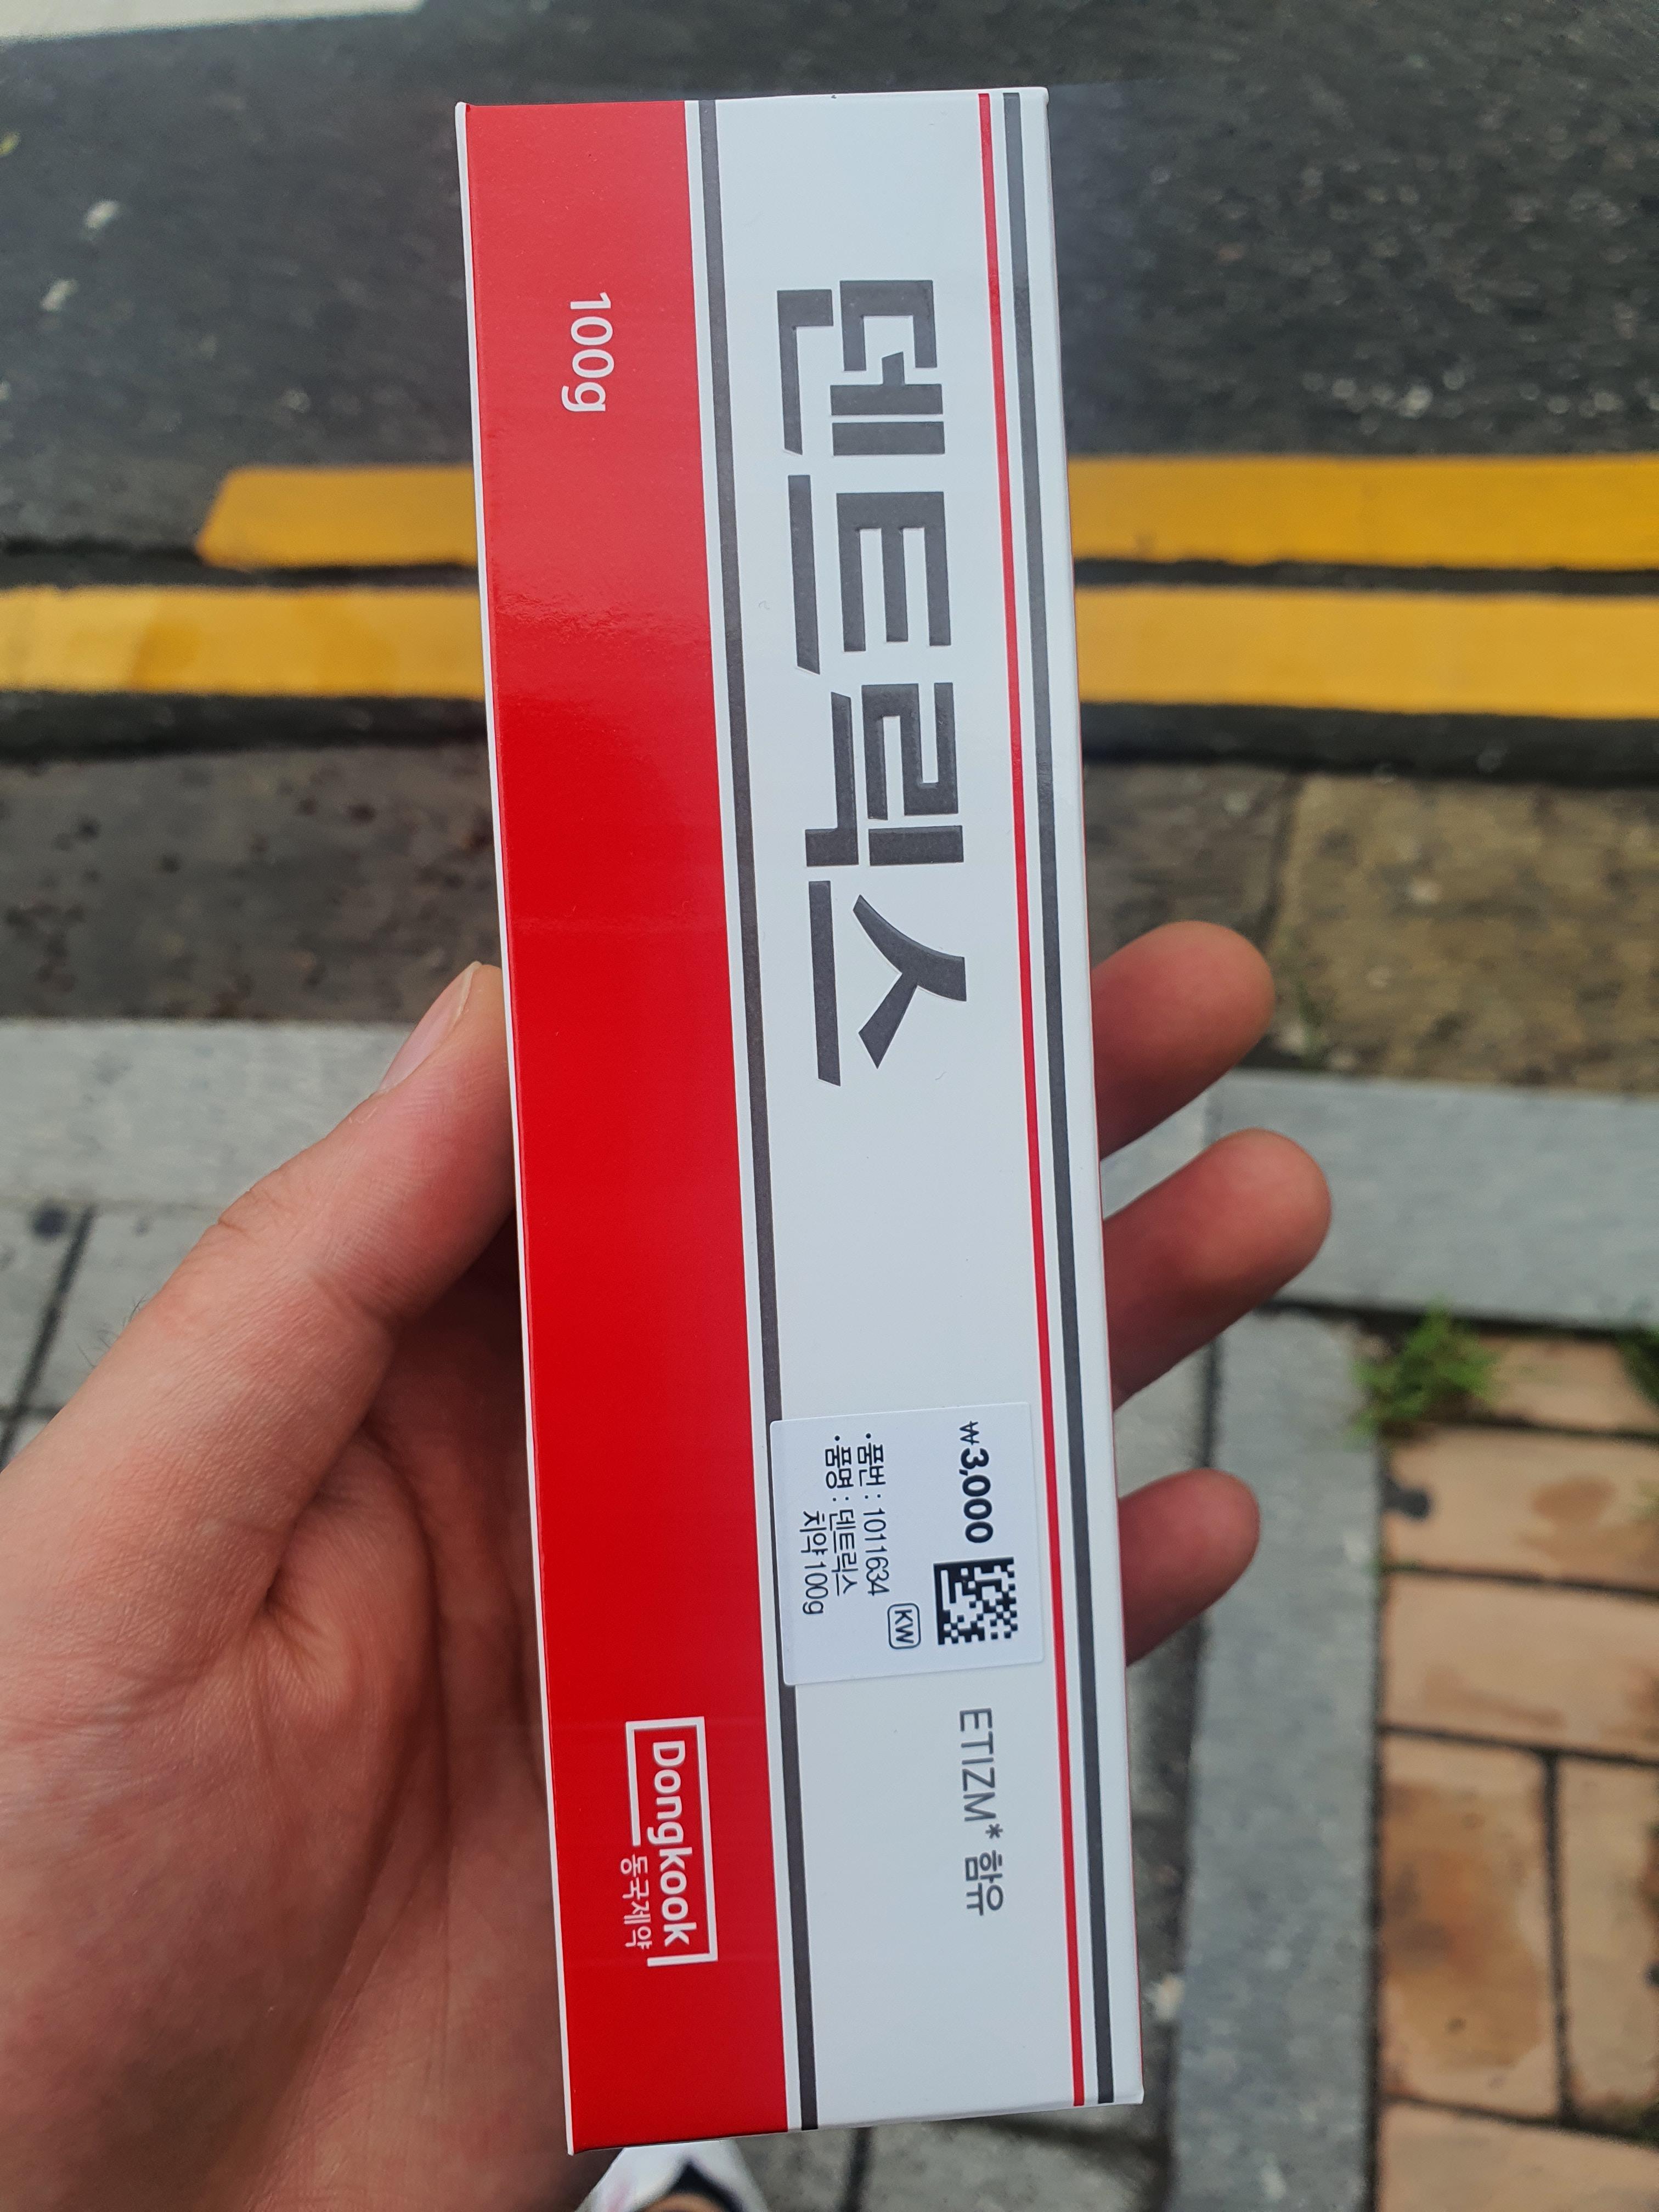 덴트릭스
ETIZM* 함유
₩3,000
KW
·품번 : 1011634
·품명 : 덴트릭스
치약 100g
100g
Dongkook
동국제약